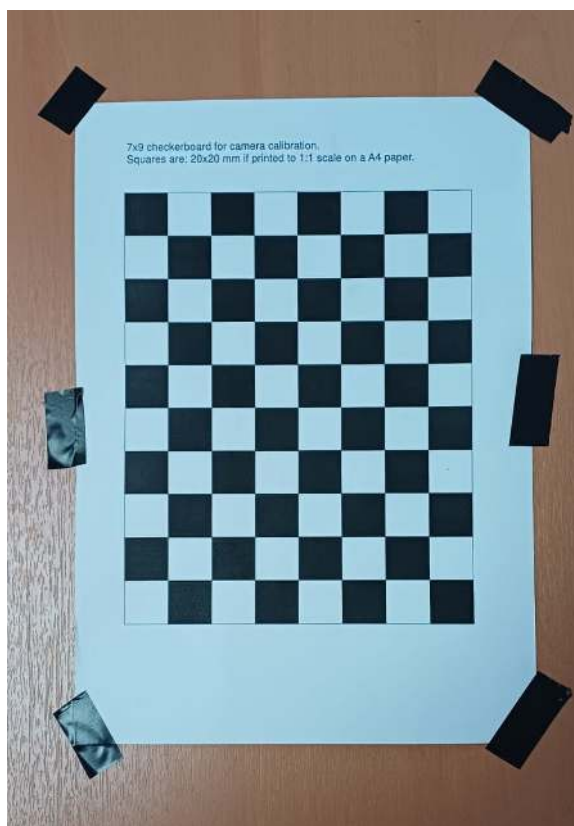 7x9 checkerboard for camera calibration.
Squares are: 20x20 mm if printed to 1:1 scale on a A4 paper.